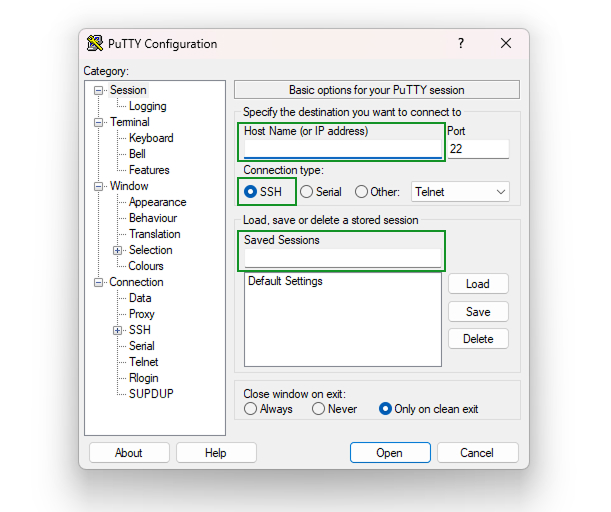 PuTTY Configuration
?
Category:
Session
Logging
Terminal
Keyboard
Bell
Features
Window
Appearance
Behaviour
Translation
Selection
Colours
Connection
Data
Proxy
SSH
Serial
Telnet
Rlogin
SUPDUP
Basic options for your PuTTY session
Specify the destination you want to connect to
Host Name (or IP address) Port
22
Connection type:
SSH Serial Other: Telnet
Load, save or delete a stored session
Saved Sessions
Default Settings
Load
Save
Delete
Close window on exit:
Always Never Only on clean exit
About Help Open Cancel